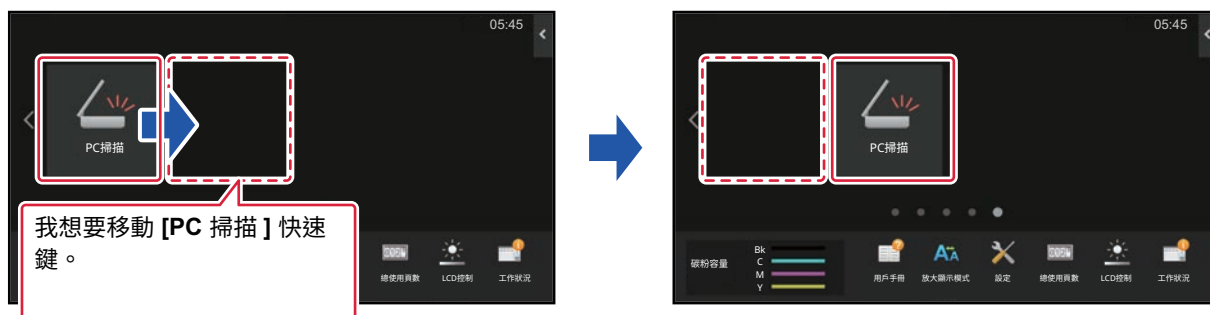 05:45
PC掃描
我想要移動 [PC 掃描 ] 快速
鍵。
總使用頁數
LCD控制
工作狀況
05:45
PC掃描
碳粉容量
Bk
C
M
Y
用戶手冊
放大顯示模式
設定
總使用頁數
LCD控制
工作狀況